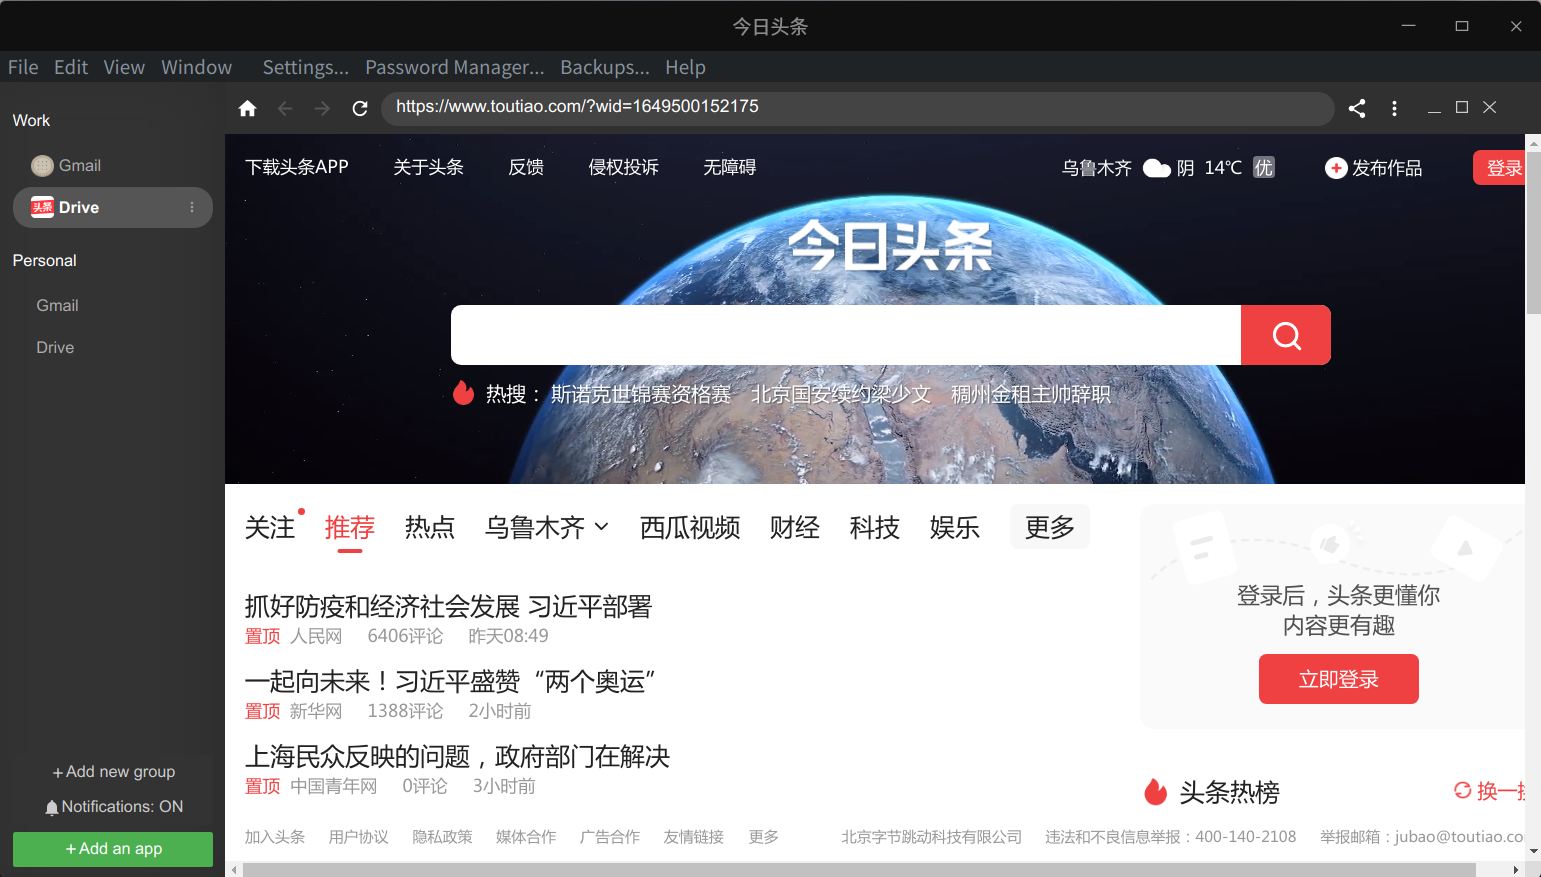 今日头条
File Edit View Window Settings... Password Manager... Backups... Help
https://www.toutiao.com/?wid=1649500152175
Work
Gmail
头条 Drive
Personal
Gmail
Drive
+ Add new group
Notifications: ON
+ Add an app
下载头条APP 关于头条 反馈 侵权投诉 无障碍 乌鲁木齐 阴 14℃ 优 发布作品 登录
今日头条
热搜： 斯诺克世锦赛资格赛 北京国安续约梁少文 稠州金租主帅辞职
关注 推荐 热点 乌鲁木齐 西瓜视频 财经 科技 娱乐 更多
抓好防疫和经济社会发展 习近平部署
置顶 人民网 6406评论 昨天08:49
一起向未来！习近平盛赞“两个奥运”
置顶 新华网 1388评论 2小时前
上海民众反映的问题，政府部门在解决
置顶 中国青年网 0评论 3小时前
登录后，头条更懂你
内容更有趣
立即登录
头条热榜 换一
加入头条 用户协议 隐私政策 媒体合作 广告合作 友情链接 更多 北京字节跳动科技有限公司 违法和不良信息举报：400-140-2108 举报邮箱：jubao@toutiao.co